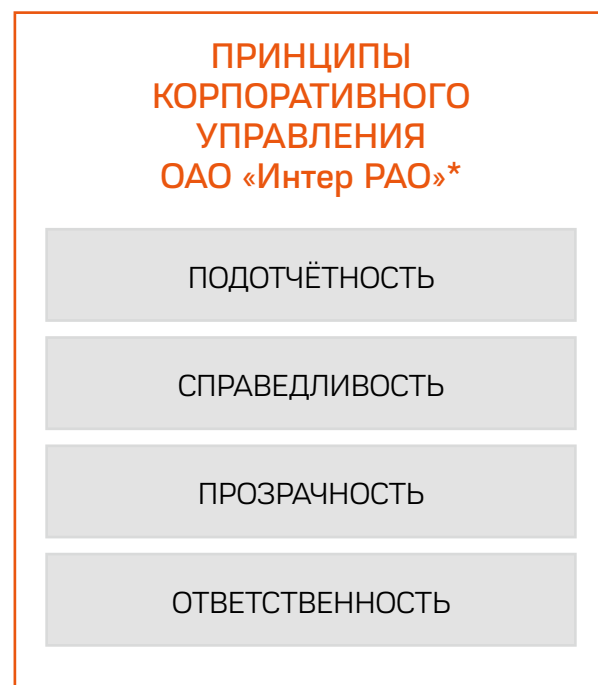 ПРИНЦИПЫ
КОРПОРАТИВНОГО
УПРАВЛЕНИЯ
ОАО «Интер РАО»*
ПОДОТЧЁТНОСТЬ
СПРАВЕДЛИВОСТЬ
ПРОЗРАЧНОСТЬ
ОТВЕТСТВЕННОСТЬ